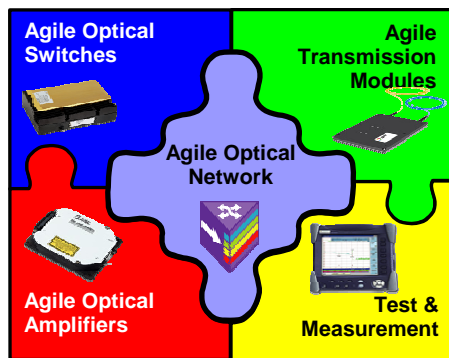 Agile Optical
Switches
Agile
Transmission
Modules
Agile Optical
Network
Agile Optical
Amplifiers
Test &
Measurement